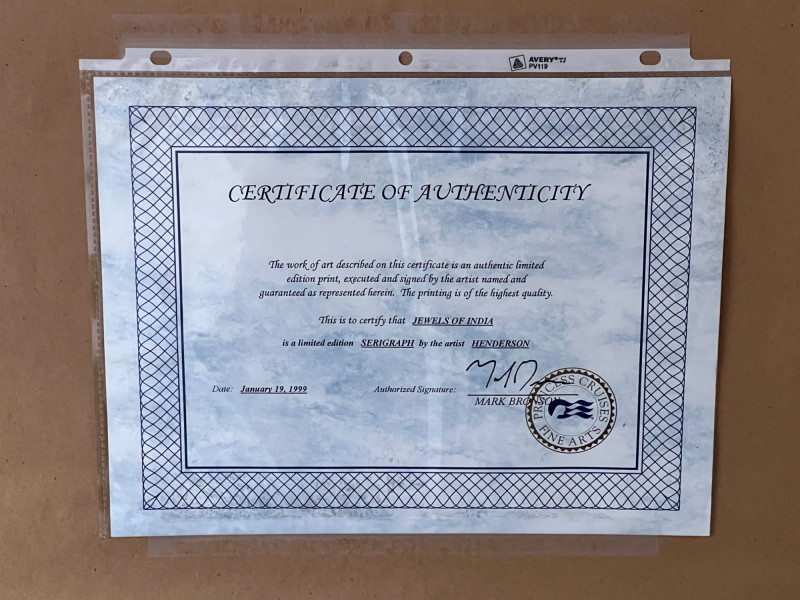 AVERY®
PV119
CERTIFICATE OF AUTHENTICITY
The work of art described on this certificate is an authentic limited
edition print, executed and signed by the artist named and
guaranteed as represented herein. The printing is of the highest quality.
This is to certify that JEWELS OF INDIA
is a limited edition SERIGRAPH by the artist HENDERSON
Date: January 19, 1999 Authorized Signature:
MARK BRONSON
PRINCESS CRUISES
FINE ARTS